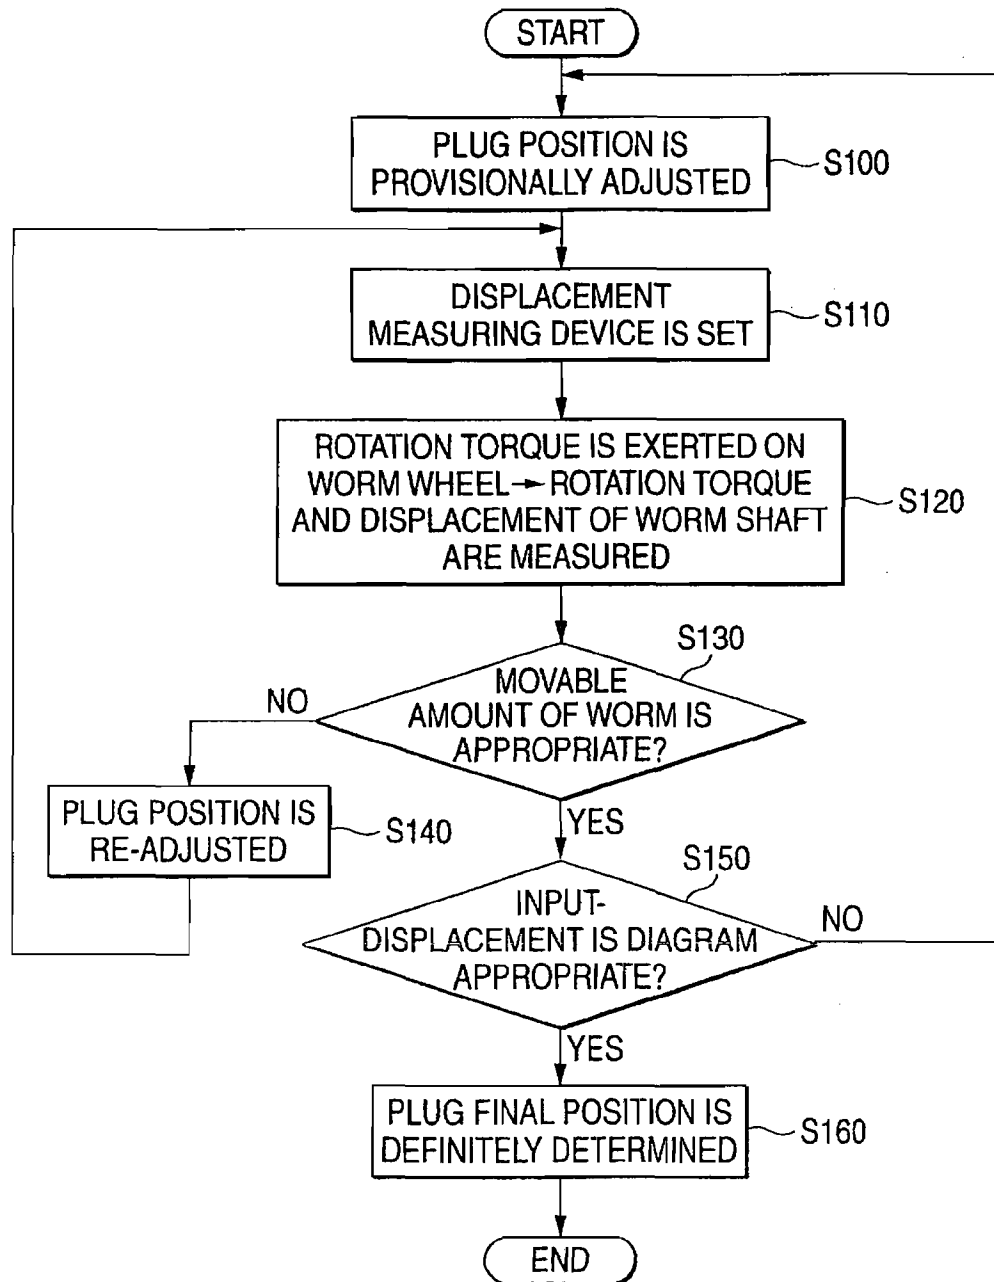 START
PLUG POSITION IS
PROVISIONALLY ADJUSTED
S100
DISPLACEMENT
MEASURING DEVICE IS SET
S110
ROTATION TORQUE IS EXERTED ON
WORM WHEEL→ROTATION TORQUE
AND DISPLACEMENT OF WORM SHAFT
ARE MEASURED
S120
S130
MOVABLE
AMOUNT OF WORM IS
APPROPRIATE?
NO
YES
PLUG POSITION IS
RE-ADJUSTED
S140
S150
INPUT-
DISPLACEMENT IS DIAGRAM
APPROPRIATE?
NO
YES
PLUG FINAL POSITION IS
DEFINITELY DETERMINED
S160
END